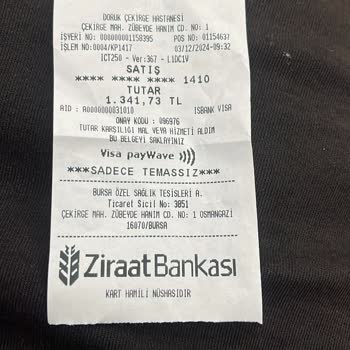 DORUK ÇEKİRGE HASTANESİ
ÇEKİRGE MAH. ZÜBEYDE HANIM CD. NO: 1
İŞYERİ NO: 000000001158395 POS NO: 01154637
İŞLEM NO:0004/KP1417 03/12/2024-09:32
ICT250 - Ver:367 - L1DC1V
SATIŞ
**** **** **** 1410
TUTAR
1.341,73 TL
AID : A0000000031010 ISBANK VISA
ONAY KODU : 096976
TUTAR KARŞILIĞI MAL VEYA HİZMETİ ALDIM
BU BELGEYİ SAKLAYINIZ
Visa payWave ))))
***SADECE TEMASSIZ***
BURSA ÖZEL SAĞLIK TESİSLERİ A.
Ticaret Sicil No: 3851
ÇEKİRGE MAH. ZÜBEYDE HANIM CD. NO: 1 OSMANGAZİ
16070/BURSA
Ziraat Bankası
KART HAMİLİ NÜSHASIDIR